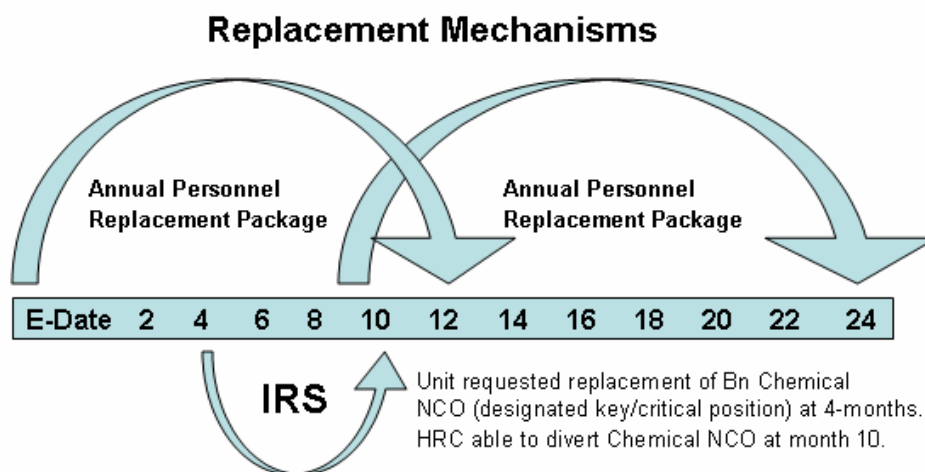 Replacement Mechanisms
Annual Personnel
Replacement Package
Annual Personnel
Replacement Package
E-Date 2 4 6 8 10 12 14 16 18 20 22 24
IRS
Unit requested replacement of Bn Chemical
NCO (designated key/critical position) at 4-months.
HRC able to divert Chemical NCO at month 10.